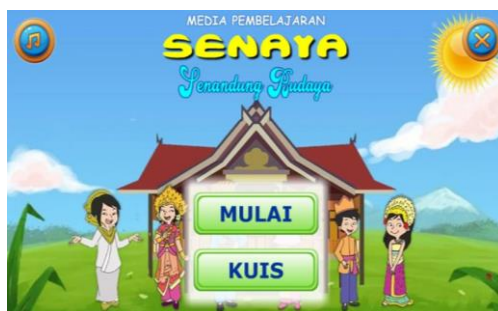 MEDIA PEMBELAJARAN
SENAYA
Senandung Budaya
MULAI
KUIS